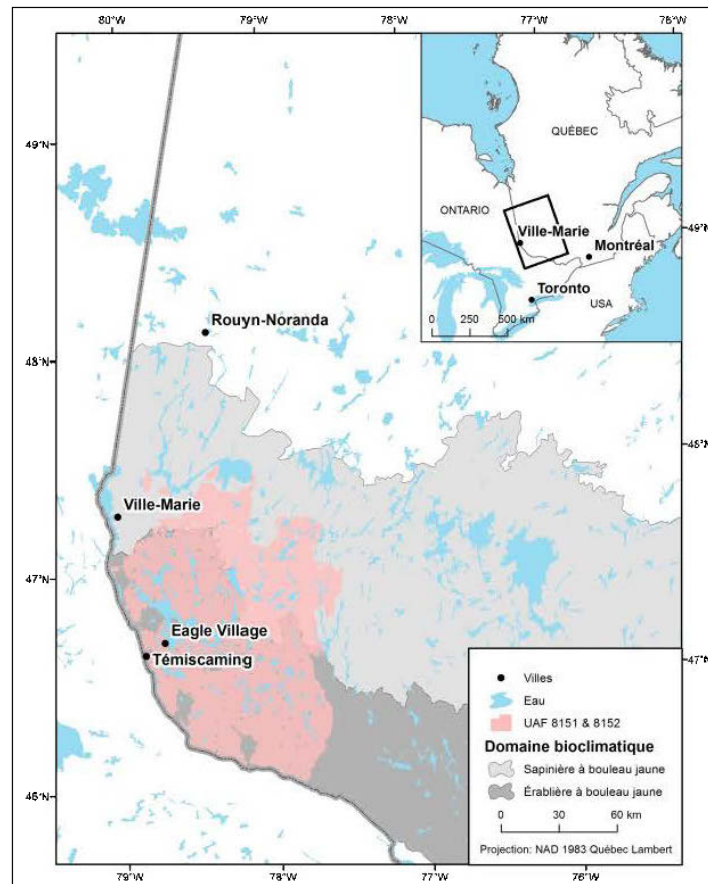 80°W 79°W 78°W 77°W 76°W
49°N
48°N
47°N
46°N
49°N
48°N
47°N
79°W 78°W 77°W 76°W
QUÉBEC
ONTARIO
Ville-Marie
Montréal
Toronto
USA
0 250 500 km
Rouyn-Noranda
Ville-Marie
Eagle Village
Témiscaming
Villes
Eau
UAF 8151 & 8152
Domaine bioclimatique
Sapinière à bouleau jaune
Érablière à bouleau jaune
0 30 60 km
Projection: NAD 1983 Québec Lambert